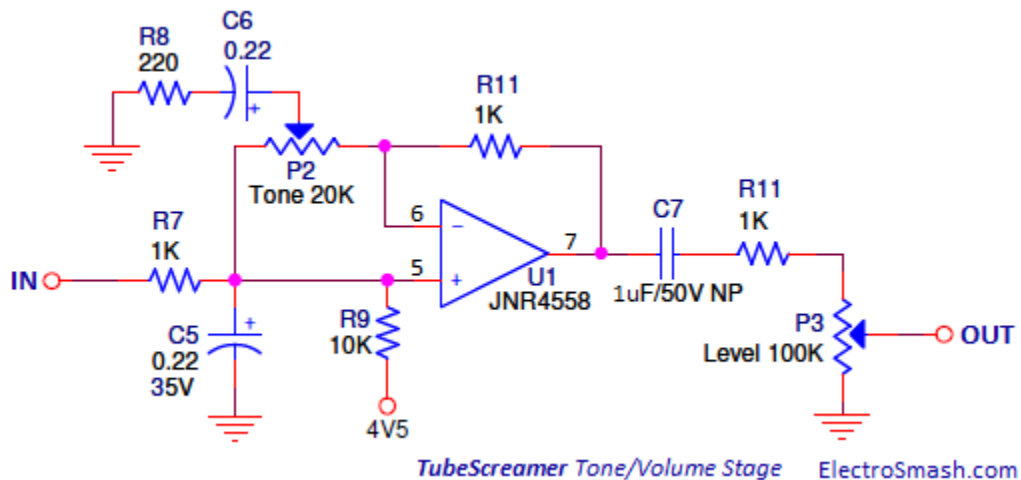 C6
0.22
+
R8
220
R11
1K
P2
Tone 20K
R7
1K
IN
6
−
5
+
7
U1
JNR4558
C7
1uF/50V NP
R11
1K
C5
0.22
35V
+
R9
10K
4V5
P3
Level 100K
OUT
TubeScreamer Tone/Volume Stage
ElectroSmash.com